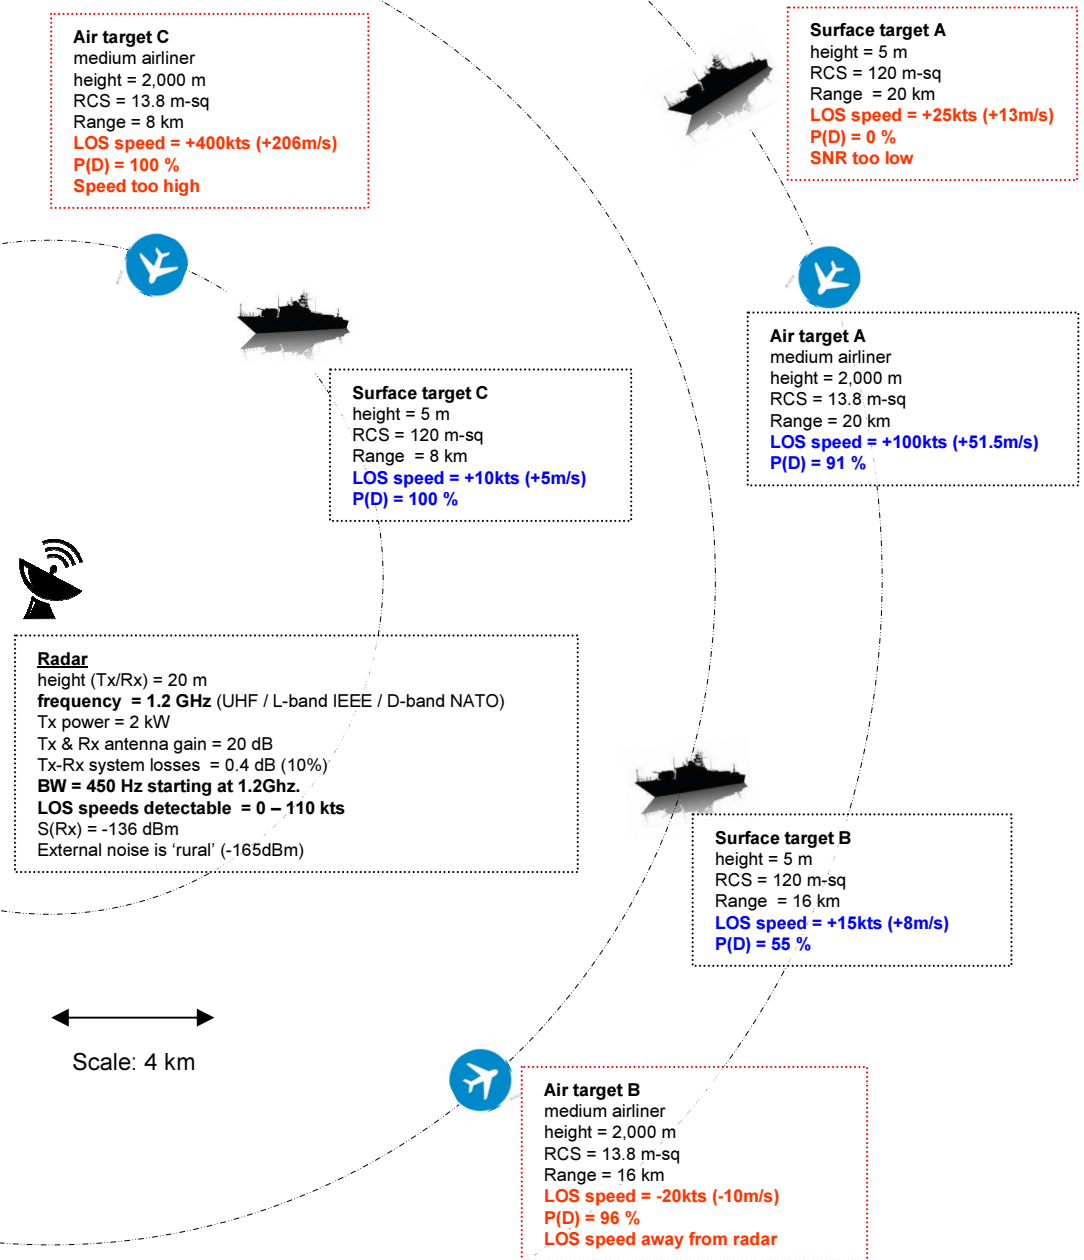 Air target C
medium airliner
height = 2,000 m
RCS = 13.8 m-sq
Range = 8 km
LOS speed = +400kts (+206m/s)
P(D) = 100 %
Speed too high
Surface target A
height = 5 m
RCS = 120 m-sq
Range  = 20 km
LOS speed = +25kts (+13m/s)
P(D) = 0 %
SNR too low
Air target A
medium airliner
height = 2,000 m
RCS = 13.8 m-sq
Range = 20 km
LOS speed = +100kts (+51.5m/s)
P(D) = 91 %
Surface target C
height = 5 m
RCS = 120 m-sq
Range  = 8 km
LOS speed = +10kts (+5m/s)
P(D) = 100 %
Radar
height (Tx/Rx) = 20 m
frequency  = 1.2 GHz (UHF / L-band IEEE / D-band NATO)
Tx power = 2 kW
Tx & Rx antenna gain = 20 dB
Tx-Rx system losses  = 0.4 dB (10%)
BW = 450 Hz starting at 1.2Ghz.
LOS speeds detectable  = 0 – 110 kts
S(Rx) = -136 dBm
External noise is ‘rural’ (-165dBm)
Surface target B
height = 5 m
RCS = 120 m-sq
Range  = 16 km
LOS speed = +15kts (+8m/s)
P(D) = 55 %
Scale: 4 km
Air target B
medium airliner
height = 2,000 m
RCS = 13.8 m-sq
Range = 16 km
LOS speed = -20kts (-10m/s)
P(D) = 96 %
LOS speed away from radar